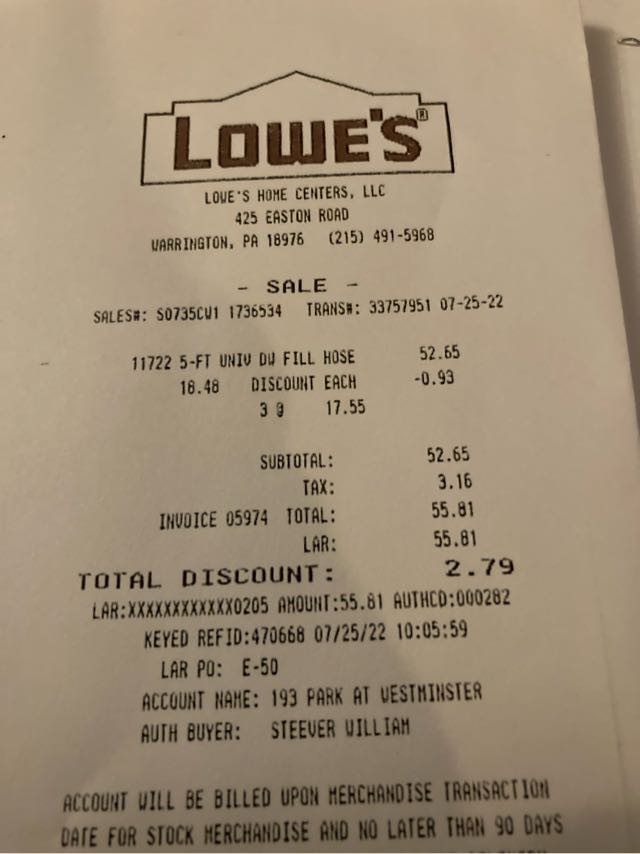 LOWE'S®
LOWE'S HOME CENTERS, LLC
425 EASTON ROAD
WARRINGTON, PA 18976 (215) 491-5968
- SALE -
SALES#: S0735CW1 1736534 TRANS#: 33757951 07-25-22
11722 5-FT UNIV DW FILL HOSE 52.65
18.48 DISCOUNT EACH -0.93
3 @ 17.55
SUBTOTAL: 52.65
TAX: 3.16
INVOICE 05974 TOTAL: 55.81
LAR: 55.81
TOTAL DISCOUNT: 2.79
LAR:XXXXXXXXXXXX0205 AMOUNT:55.81 AUTHCD:000282
KEYED REFID:470668 07/25/22 10:05:59
LAR PO: E-50
ACCOUNT NAME: 193 PARK AT WESTMINSTER
AUTH BUYER: STEEVER WILLIAM
ACCOUNT WILL BE BILLED UPON MERCHANDISE TRANSACTION
DATE FOR STOCK MERCHANDISE AND NO LATER THAN 90 DAYS